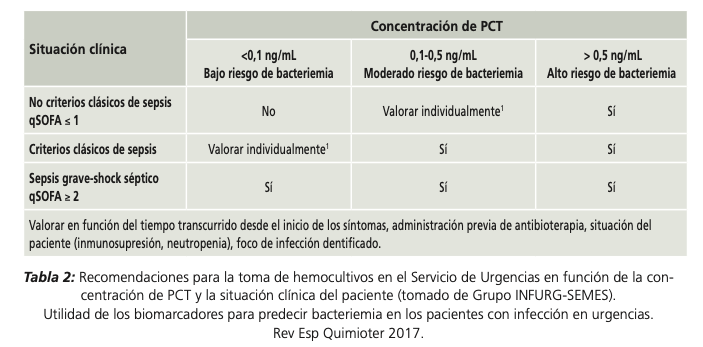 Situación clínica
Concentración de PCT
<0,1 ng/mL
Bajo riesgo de bacteriemia
0,1-0,5 ng/mL
Moderado riesgo de bacteriemia
> 0,5 ng/mL
Alto riesgo de bacteriemia
No criterios clásicos de sepsis
qSOFA ≤ 1
No
Valorar individualmente¹
Sí
Criterios clásicos de sepsis
Valorar individualmente¹
Sí
Sí
Sepsis grave-shock séptico
qSOFA ≥ 2
Sí
Sí
Sí
Valorar en función del tiempo transcurrido desde el inicio de los síntomas, administración previa de antibioterapia, situación del
paciente (inmunosupresión, neutropenia), foco de infección dentificado.
Tabla 2: Recomendaciones para la toma de hemocultivos en el Servicio de Urgencias en función de la con-
centración de PCT y la situación clínica del paciente (tomado de Grupo INFURG-SEMES).
Utilidad de los biomarcadores para predecir bacteriemia en los pacientes con infección en urgencias.
Rev Esp Quimioter 2017.